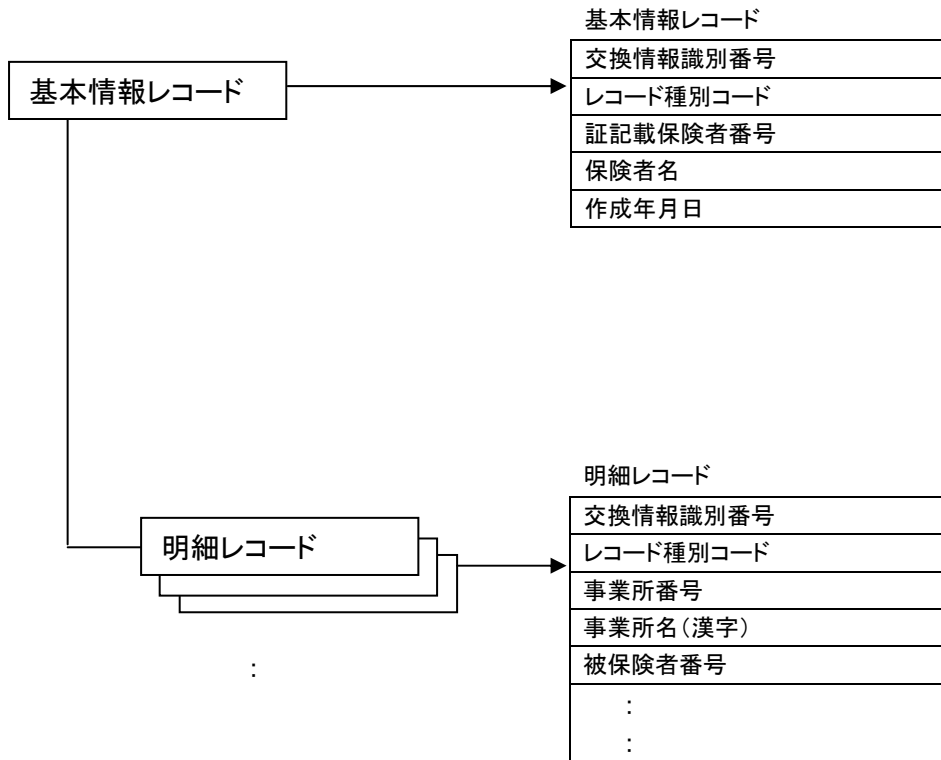 基本情報レコード
基本情報レコード
交換情報識別番号
レコード種別コード
証記載保険者番号
保険者名
作成年月日
明細レコード
:
明細レコード
交換情報識別番号
レコード種別コード
事業所番号
事業所名(漢字)
被保険者番号
:
: